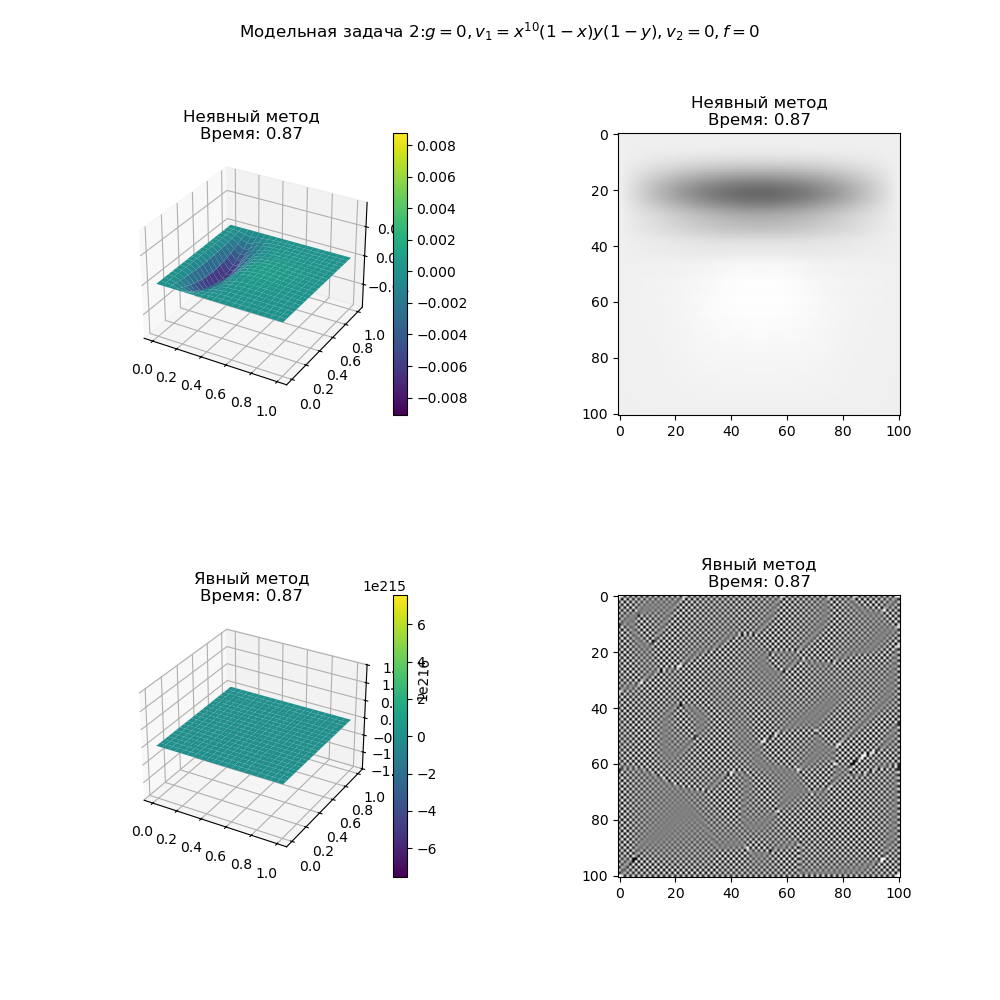 Модельная задача 2:g = 0, v₁ = x¹⁰(1 − x)y(1 − y), v₂ = 0, f = 0
Неявный метод
Время: 0.87
0.008
0.006
0.004
0.002
0.000
−0.002
−0.004
−0.006
−0.008
0.0 0.2 0.4 0.6 0.8 1.0
0.0 0.2 0.4 0.6 0.8 1.0
Неявный метод
Время: 0.87
0
20
40
60
80
100
0 20 40 60 80 100
Явный метод
Время: 0.87
1e215
6
4
2
0
−2
−4
−6
1e216
0.0 0.2 0.4 0.6 0.8 1.0
0.0 0.2 0.4 0.6 0.8 1.0
Явный метод
Время: 0.87
0
20
40
60
80
100
0 20 40 60 80 100